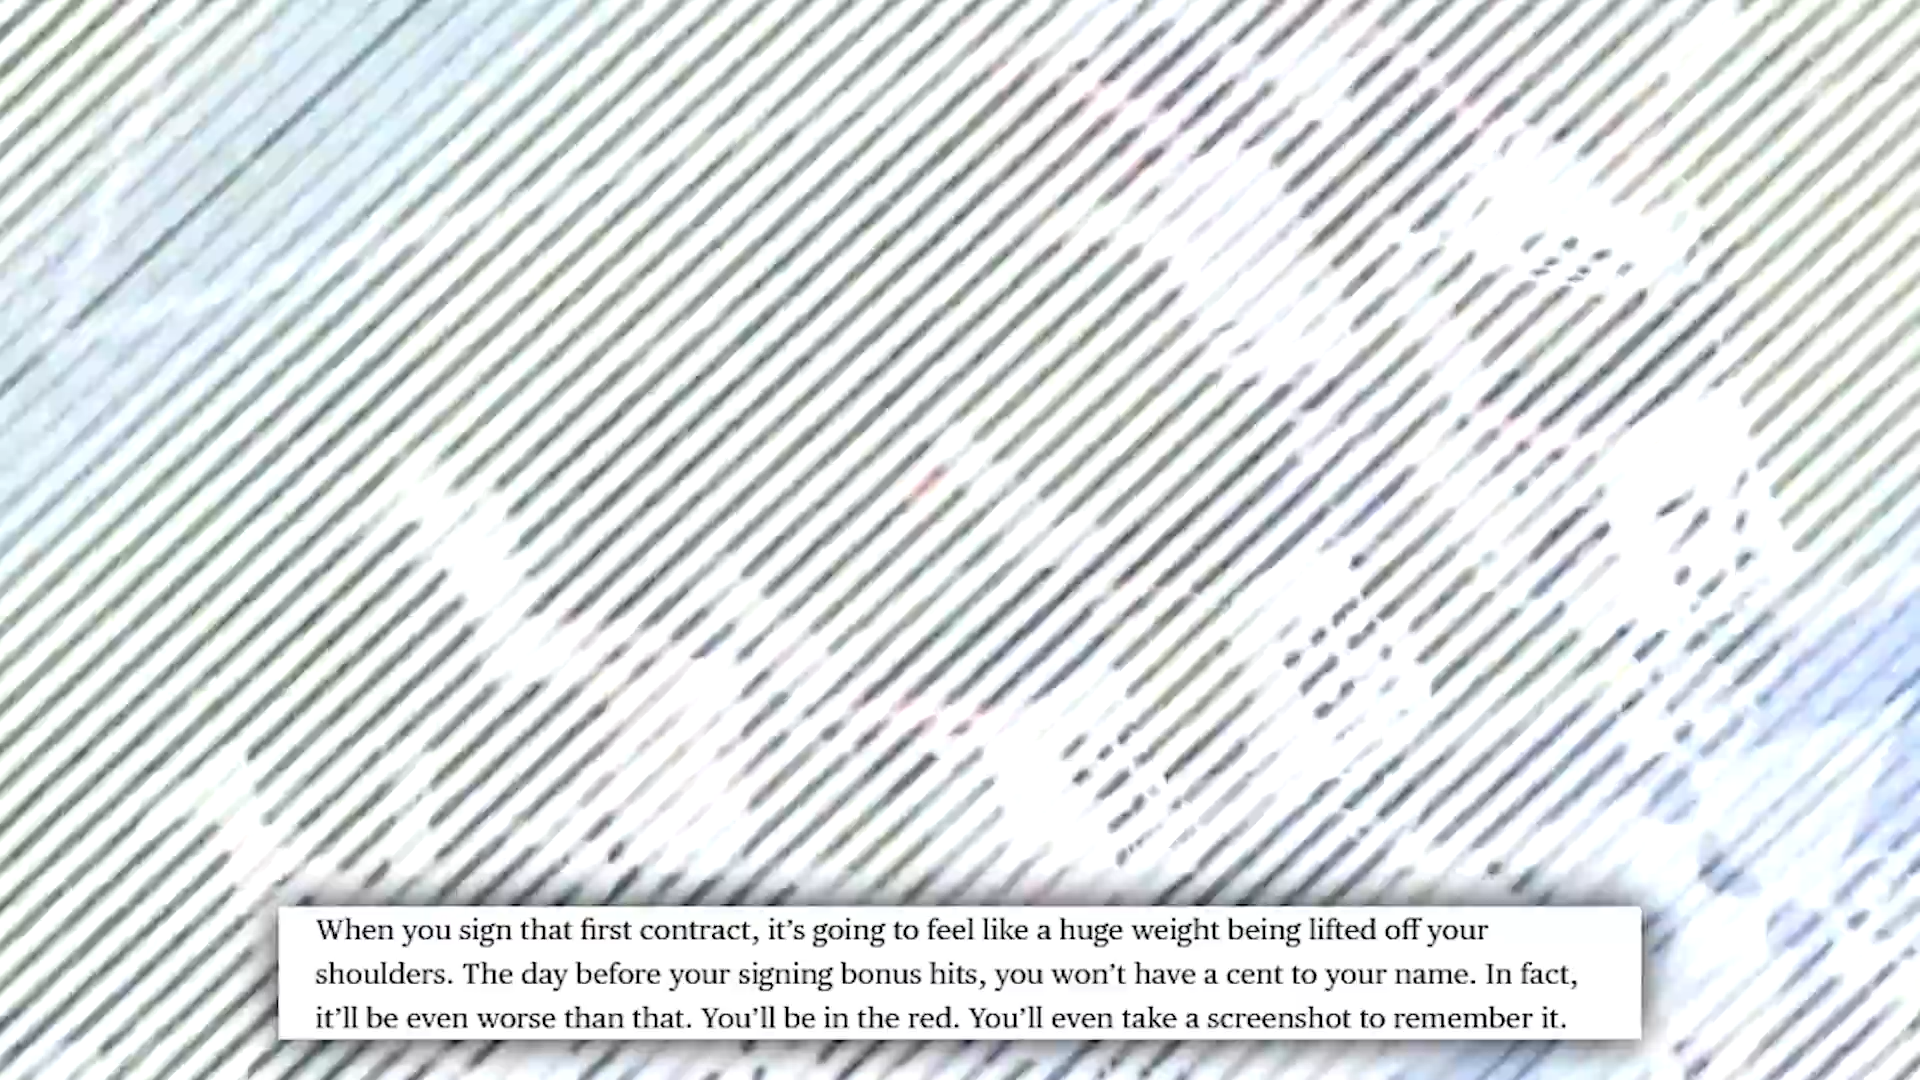 When you sign that first contract, it’s going to feel like a huge weight being lifted off your
shoulders. The day before your signing bonus hits, you won’t have a cent to your name. In fact,
it’ll be even worse than that. You’ll be in the red. You’ll even take a screenshot to remember it.